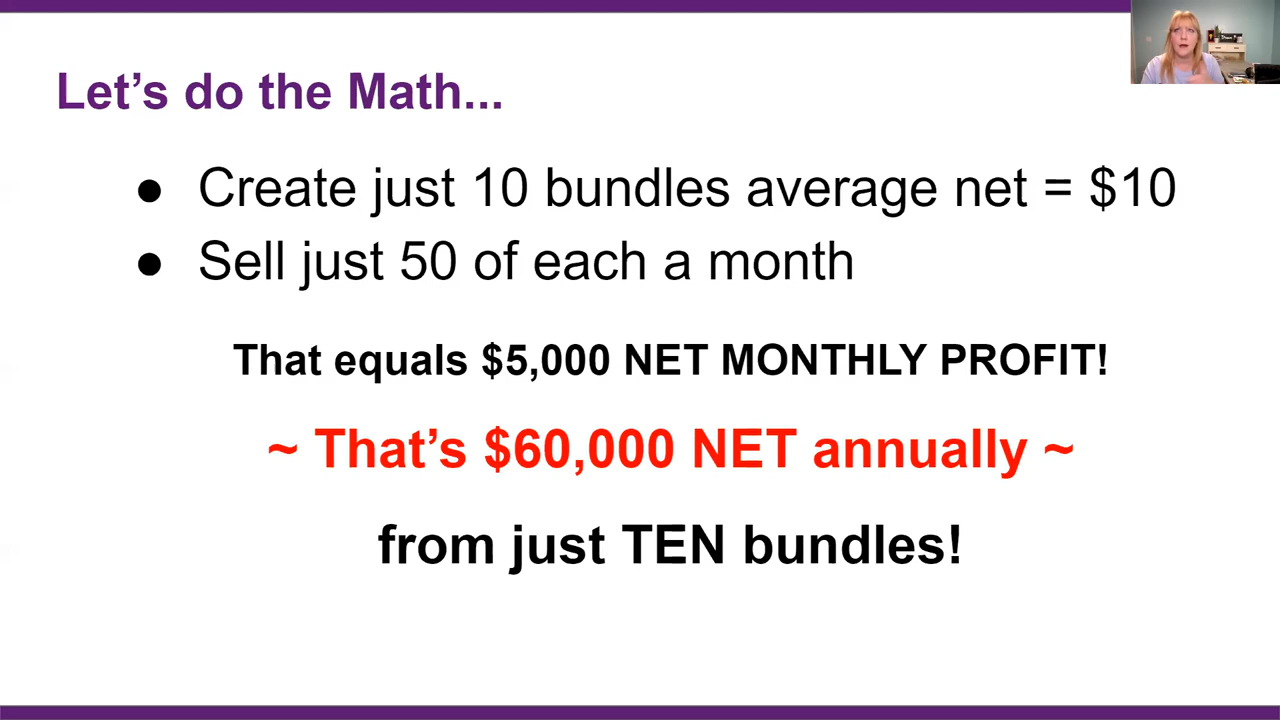 Let's do the Math...
● Create just 10 bundles average net = $10
● Sell just 50 of each a month
That equals $5,000 NET MONTHLY PROFIT!
~ That's $60,000 NET annually ~
from just TEN bundles!